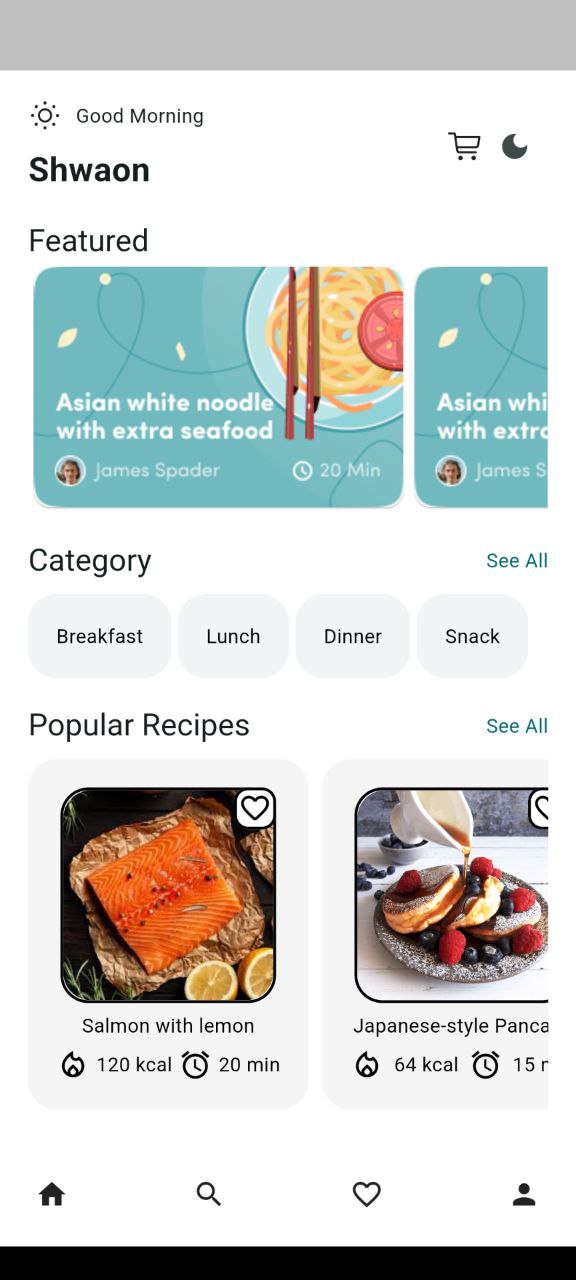 Good Morning
Shwaon
Featured
Asian white noodle
with extra seafood
James Spader
20 Min
Asian whi
with extra
James S
Category
See All
Breakfast
Lunch
Dinner
Snack
Popular Recipes
See All
Salmon with lemon
120 kcal
20 min
Japanese-style Panca
64 kcal
15 m